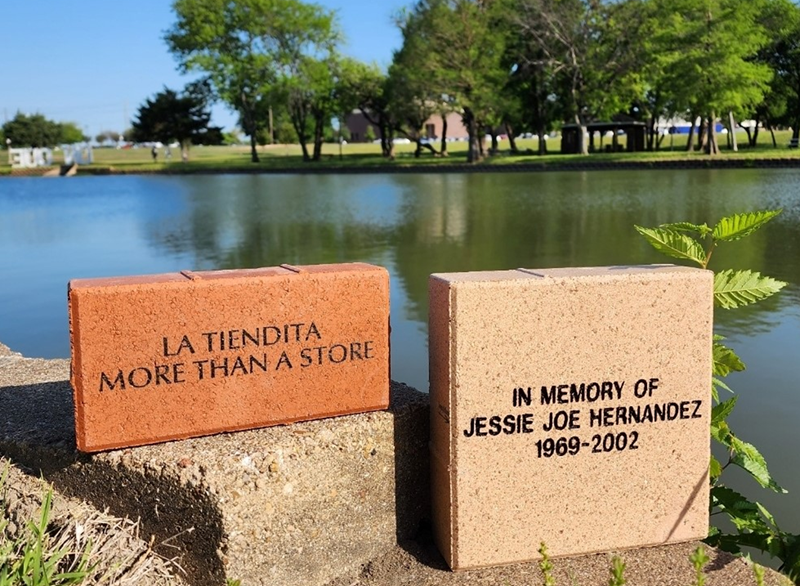 LA TIENDITA
MORE THAN A STORE
IN MEMORY OF
JESSIE JOE HERNANDEZ
1969-2002